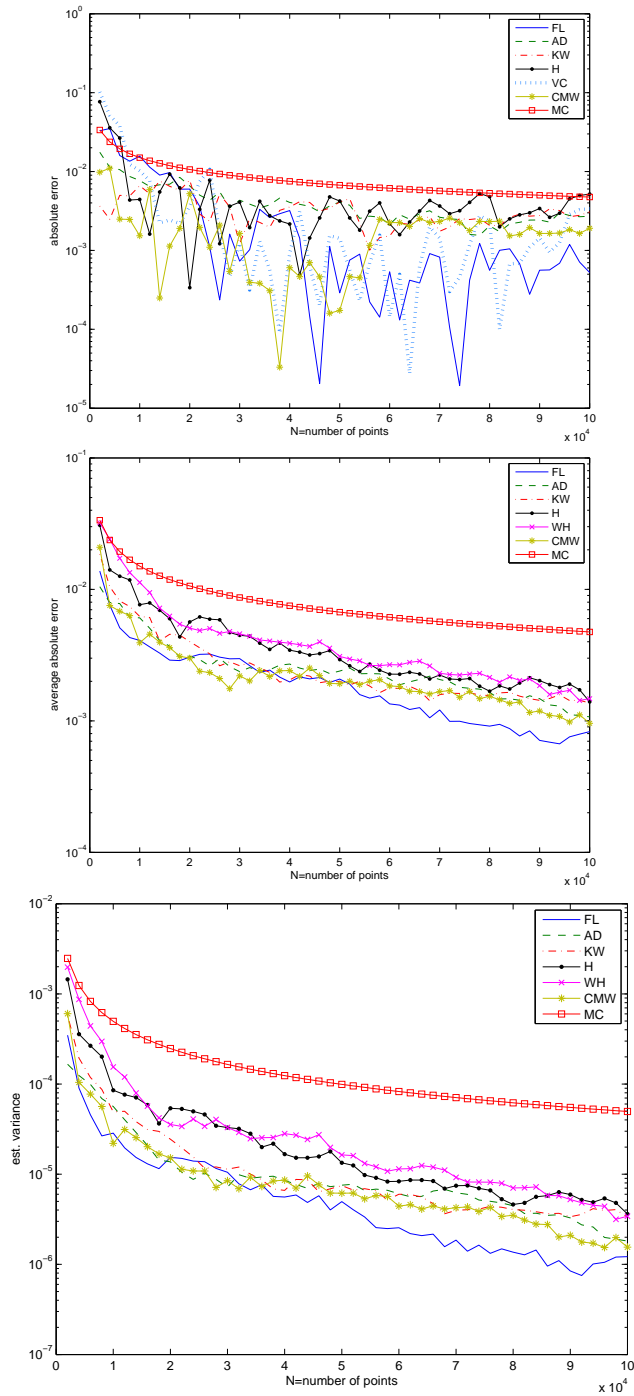 10^0
10^-1
10^-2
10^-3
10^-4
10^-5
absolute error
FL
AD
KW
H
VC
CMW
MC
0 1 2 3 4 5 6 7 8 9 10
x 10^4
N=number of points
10^-1
10^-2
10^-3
10^-4
average absolute error
FL
AD
KW
H
WH
CMW
MC
0 1 2 3 4 5 6 7 8 9 10
x 10^4
N=number of points
10^-2
10^-3
10^-4
10^-5
10^-6
10^-7
est. variance
FL
AD
KW
H
WH
CMW
MC
0 1 2 3 4 5 6 7 8 9 10
x 10^4
N=number of points